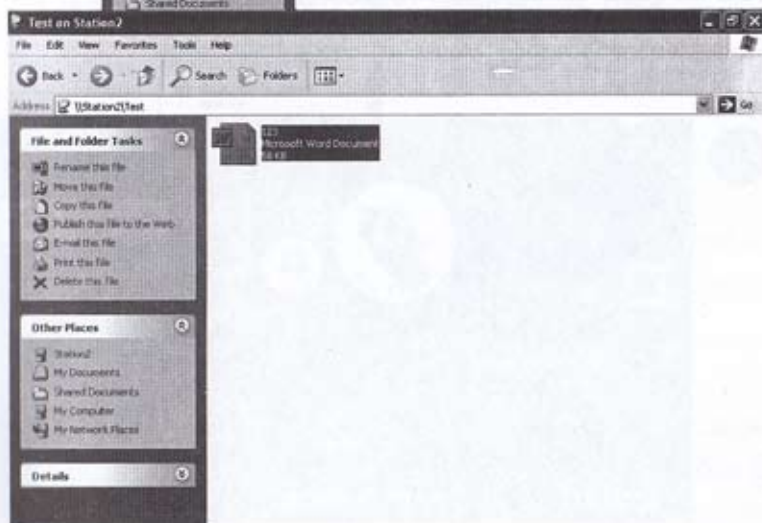 Shared Documents
Test on Station2
File Edit View Favorites Tools Help
Back Search Folders
Address \\Station2\Test Go
File and Folder Tasks
Rename this file
Move this file
Copy this file
Publish this file to the Web
E-mail this file
Print this file
Delete this file
123
Microsoft Word Document
58 KB
Other Places
Station2
My Documents
Shared Documents
My Computer
My Network Places
Details